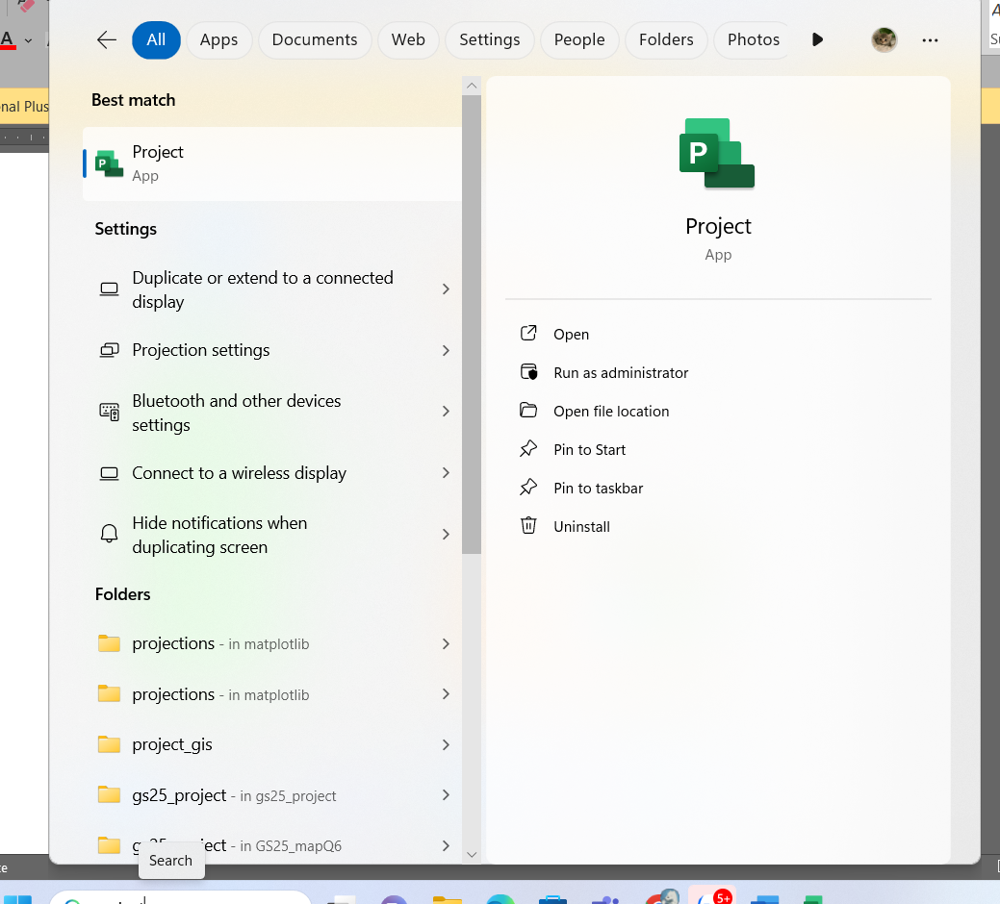 A
nal Plus
All
Apps
Documents
Web
Settings
People
Folders
Photos
Best match
P
Project
App
Settings
Duplicate or extend to a connected
display
Projection settings
Bluetooth and other devices
settings
Connect to a wireless display
Hide notifications when
duplicating screen
Folders
projections - in matplotlib
projections - in matplotlib
project_gis
gs25_project - in gs25_project
- in GS25_mapQ6
Search
P
Project
App
Open
Run as administrator
Open file location
Pin to Start
Pin to taskbar
Uninstall
5+